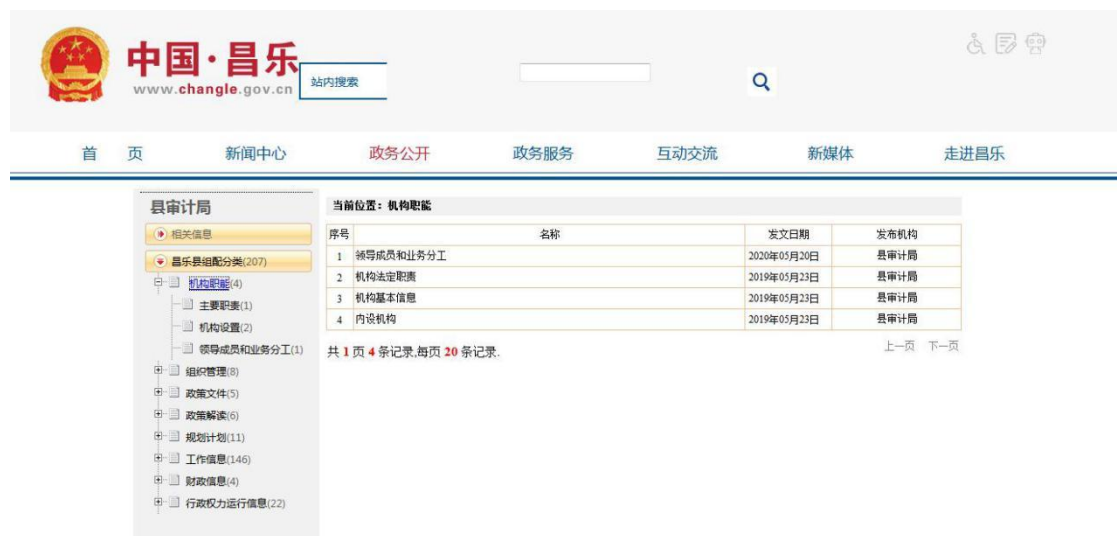 中国·昌乐
www.changle.gov.cn
站内搜索
首 页 新闻中心 政务公开 政务服务 互动交流 新媒体 走进昌乐
县审计局
相关信息
昌乐县组配分类(207)
机构职能(4)
主要职责(1)
机构设置(2)
领导成员和业务分工(1)
组织管理(8)
政策文件(5)
政策解读(6)
规划计划(11)
工作信息(146)
财政信息(4)
行政权力运行信息(22)
当前位置：机构职能
序号 名称 发文日期 发布机构
1 领导成员和业务分工 2020年05月20日 县审计局
2 机构法定职责 2019年05月23日 县审计局
3 机构基本信息 2019年05月23日 县审计局
4 内设机构 2019年05月23日 县审计局
共 1 页 4 条记录,每页 20 条记录.
上一页 下一页